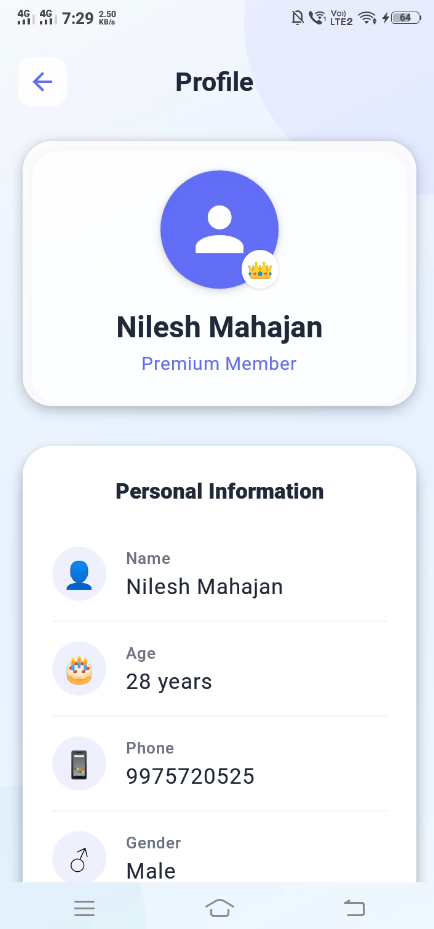 4G 4G 7:29 2.50 KB/s Vo) LTE2 64
Profile
Nilesh Mahajan
Premium Member
Personal Information
Name
Nilesh Mahajan
Age
28 years
Phone
9975720525
Gender
Male